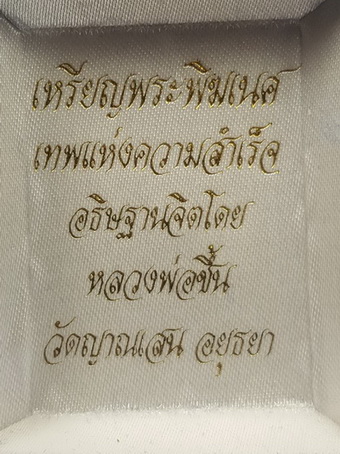 เหรียญพระพิฆเนศ
เทพแห่งความสำเร็จ
อธิษฐานจิตโดย
หลวงพ่อชื้น
วัดญาณเสน อยุธยา